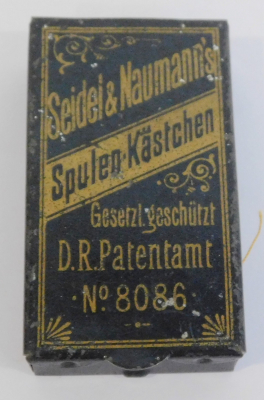 Seidel & Naumann's
Spulen-Kästchen
Gesetzl. geschützt
D.R. Patentamt
No 8086